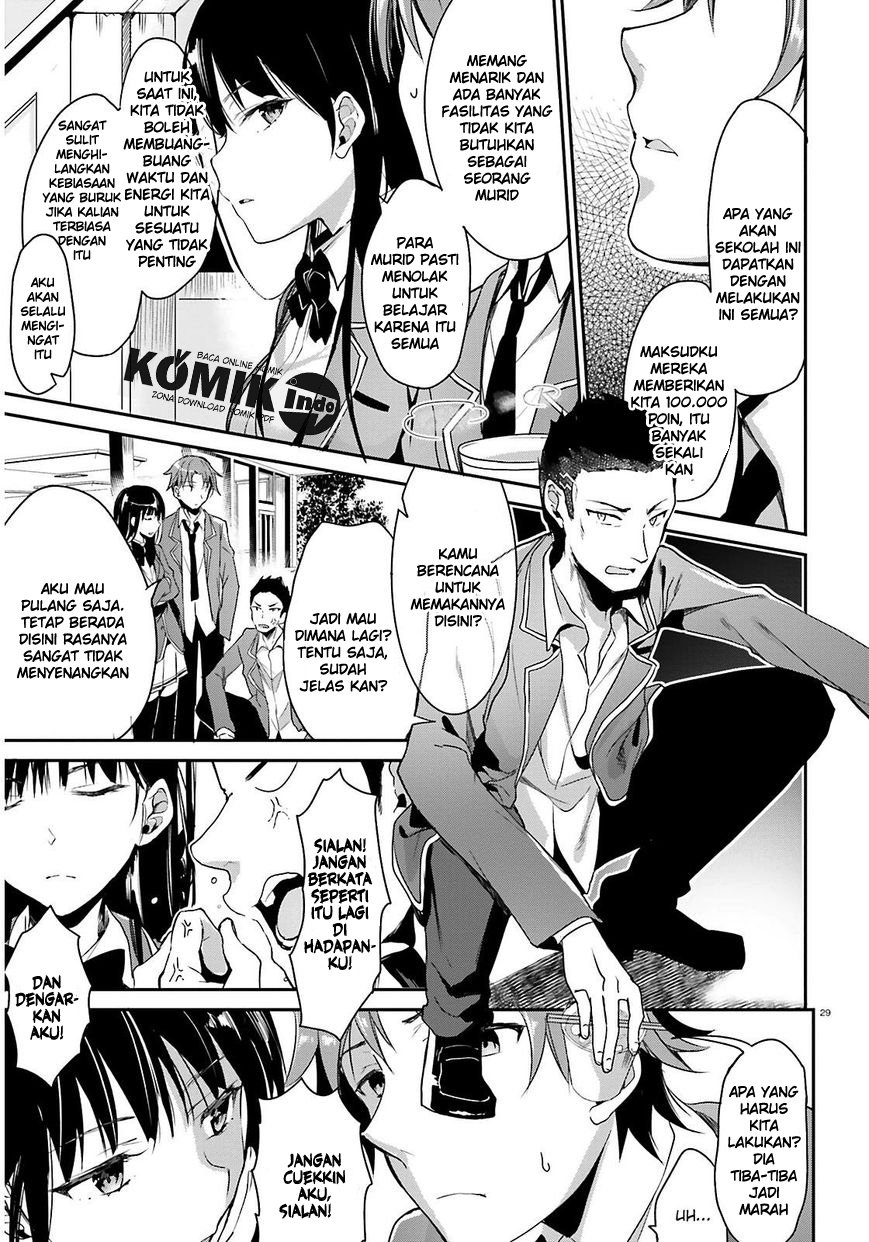 APA YANG
AKAN
SEKOLAH INI
DAPATKAN
DENGAN
MELAKUKAN
INI SEMUA?
MAKSUDKU
MEREKA
MEMBERIKAN
KITA 100.000
POIN, ITU
BANYAK
SEKALI
KAN
MEMANG
MENARIK DAN
ADA BANYAK
FASILITAS YANG
TIDAK KITA
BUTUHKAN
SEBAGAI
SEORANG
MURID
PARA
MURID PASTI
MENOLAK
UNTUK
BELAJAR
KARENA ITU
SEMUA
UNTUK
SAAT INI,
KITA TIDAK
BOLEH
MEMBUANG-
BUANG
WAKTU DAN
ENERGI KITA
UNTUK
SESUATU
YANG TIDAK
PENTING
SANGAT
SULIT
MENGHI-
LANGKAN
KEBIASAAN
YANG BURUK
JIKA KALIAN
TERBIASA
DENGAN
ITU
AKU
AKAN
SELALU
MENGI-
NGAT
ITU
BACA ONLINE KOMIK
KOMIK indo
ZONA DOWNLOAD KOMIK PDF
KAMU
BERENCANA
UNTUK
MEMAKANNYA
DISINI?
JADI MAU
DIMANA LAGI?
TENTU SAJA,
SUDAH
JELAS KAN?
AKU MAU
PULANG SAJA.
TETAP BERADA
DISINI RASANYA
SANGAT TIDAK
MENYENANGKAN
SIALAN!
JANGAN
BERKATA
SEPERTI
ITU LAGI
DI
HADAPAN-
KU!
DAN
DENGAR-
KAN
AKU!
29
APA YANG
HARUS
KITA
LAKUKAN?
DIA
TIBA-TIBA
JADI
MARAH
UH...
JANGAN
CUEKKIN
AKU,
SIALAN!